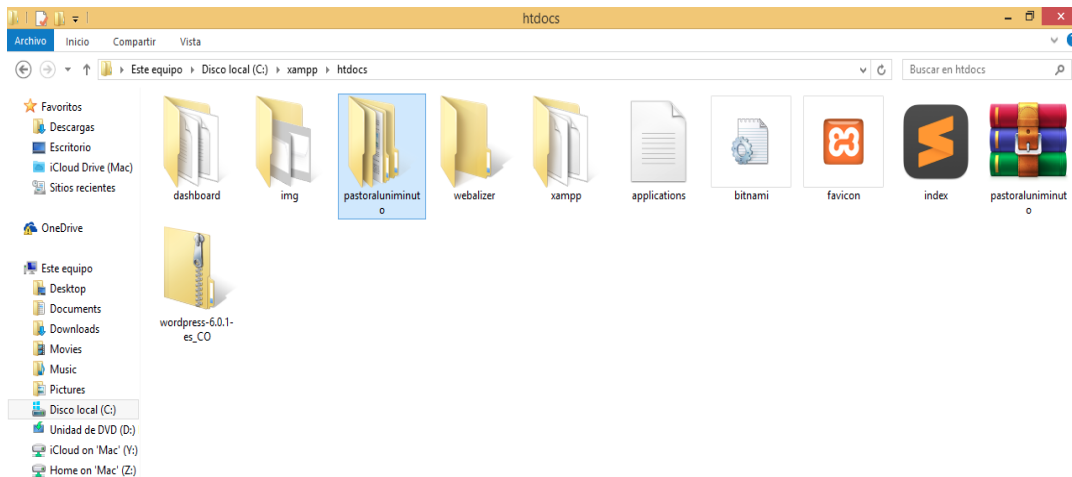 htdocs
Archivo Inicio Compartir Vista
Este equipo Disco local (C:) xampp htdocs
Buscar en htdocs
Favoritos
Descargas
Escritorio
iCloud Drive (Mac)
Sitios recientes
OneDrive
Este equipo
Desktop
Documents
Downloads
Movies
Music
Pictures
Disco local (C:)
Unidad de DVD (D:)
iCloud on 'Mac' (Y:)
Home on 'Mac' (Z:)
dashboard
img
pastoraluniminut
o
webalizer
xampp
applications
bitnami
favicon
index
pastoraluniminut
o
wordpress-6.0.1-
es_CO